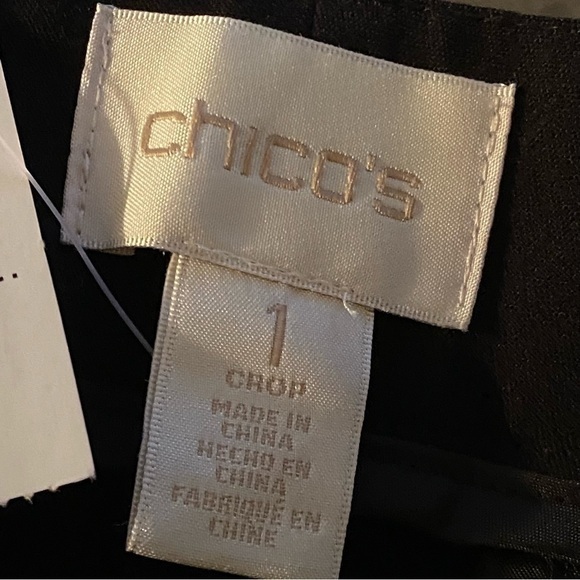 chico's
1
CROP
MADE IN
CHINA
HECHO EN
CHINA
FABRIQUÉ EN
CHINE